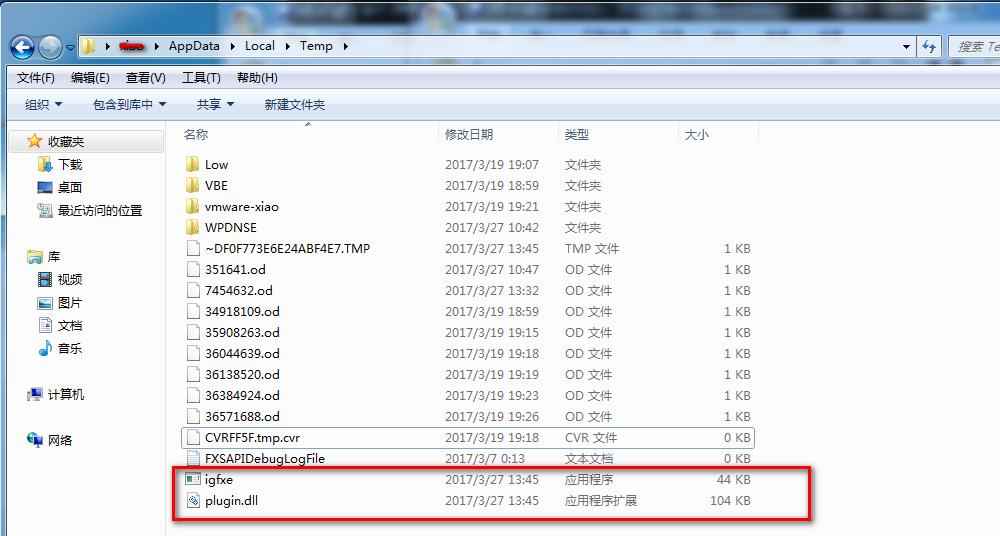 AppData Local Temp 搜索 Te
文件(F) 编辑(E) 查看(V) 工具(T) 帮助(H)
组织 包含到库中 共享 新建文件夹
名称 修改日期 类型 大小
收藏夹
下载
桌面
最近访问的位置
库
视频
图片
文档
音乐
计算机
网络
Low 2017/3/19 19:07 文件夹
VBE 2017/3/19 18:59 文件夹
vmware-xiao 2017/3/19 19:21 文件夹
WPDNSE 2017/3/27 10:42 文件夹
~DF0F773E6E24ABF4E7.TMP 2017/3/27 13:45 TMP 文件 1 KB
351641.od 2017/3/27 10:47 OD 文件 1 KB
7454632.od 2017/3/27 13:32 OD 文件 1 KB
34918109.od 2017/3/19 18:59 OD 文件 1 KB
35908263.od 2017/3/19 19:15 OD 文件 1 KB
36044639.od 2017/3/19 19:18 OD 文件 1 KB
36138520.od 2017/3/19 19:19 OD 文件 1 KB
36384924.od 2017/3/19 19:23 OD 文件 1 KB
36571688.od 2017/3/19 19:26 OD 文件 1 KB
CVRFF5F.tmp.cvr 2017/3/19 19:18 CVR 文件 0 KB
FXSAPIDebugLogFile 2017/3/7 0:13 文本文档 0 KB
igfxe 2017/3/27 13:45 应用程序 44 KB
plugin.dll 2017/3/27 13:45 应用程序扩展 104 KB